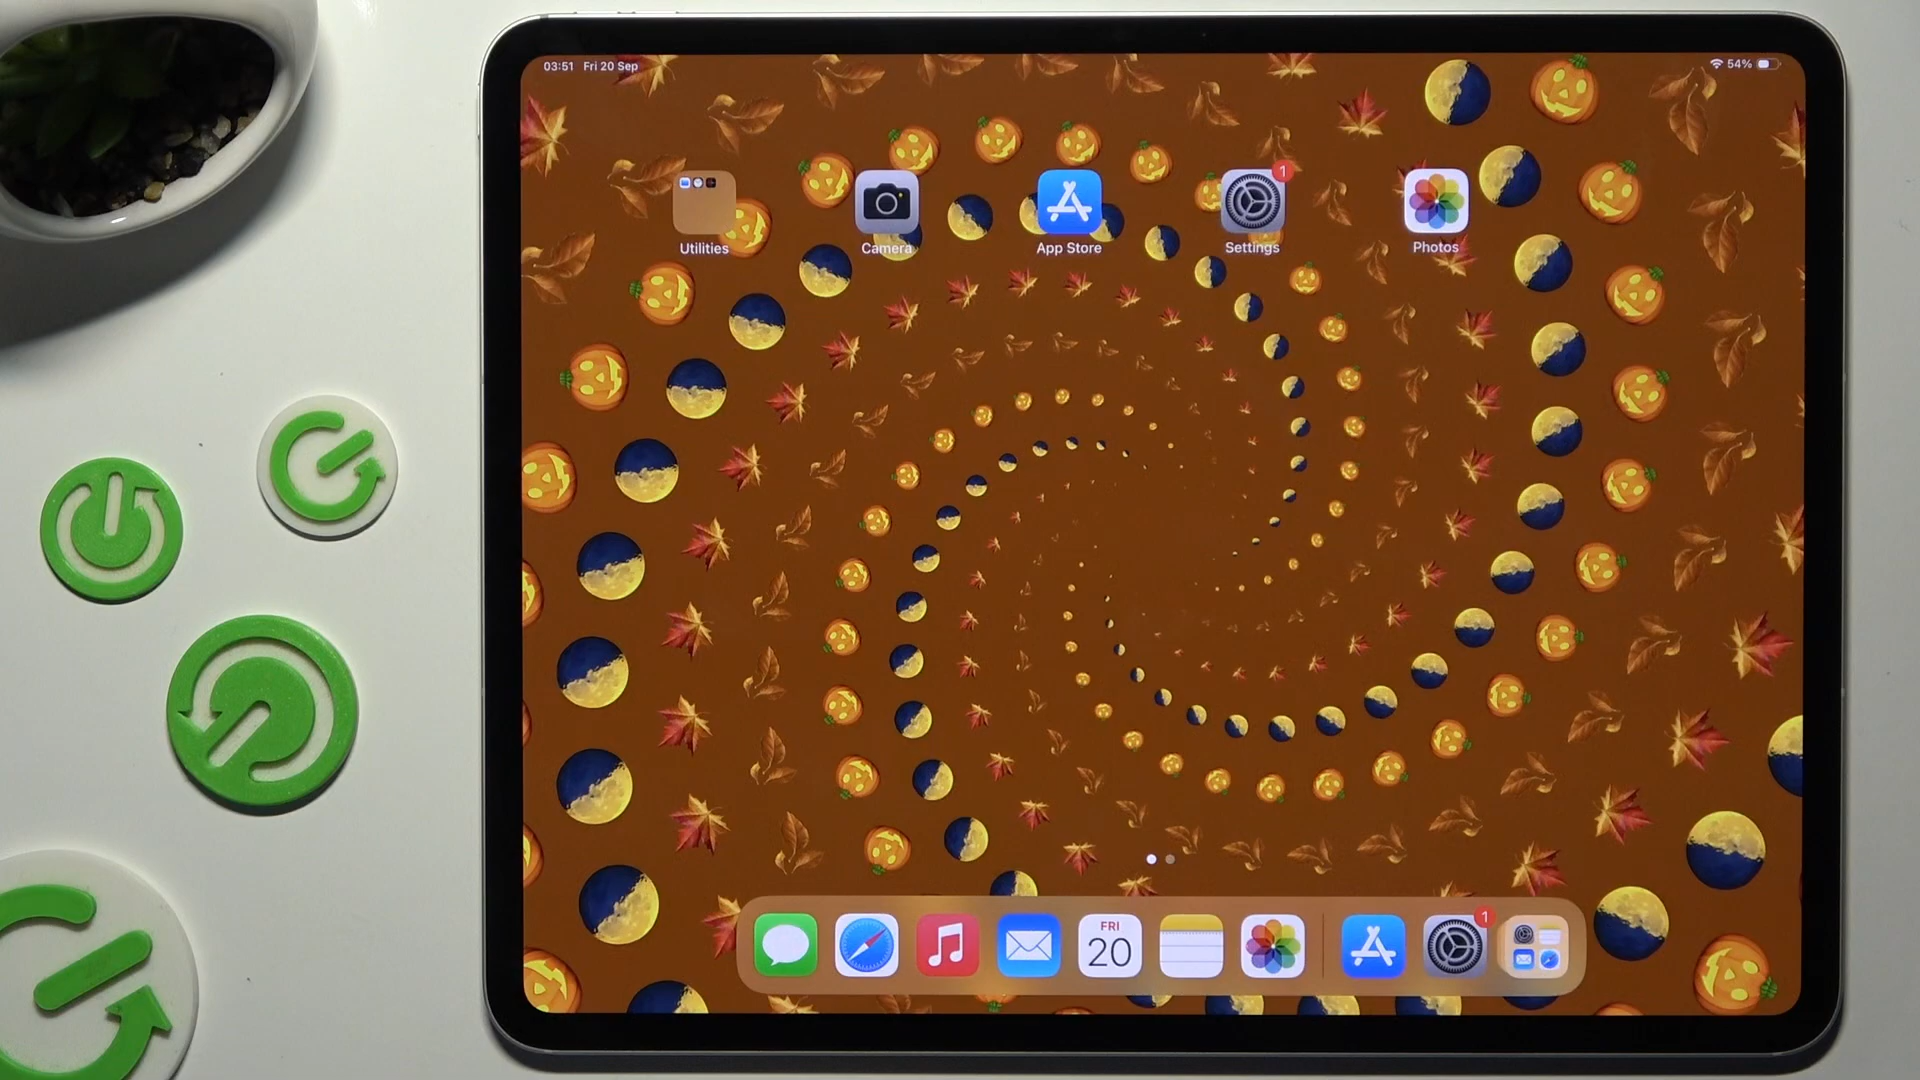 03:51 Fri 20 Sep
54%
1
Utilities
Camera
App Store
Settings
Photos
1
FRI
20